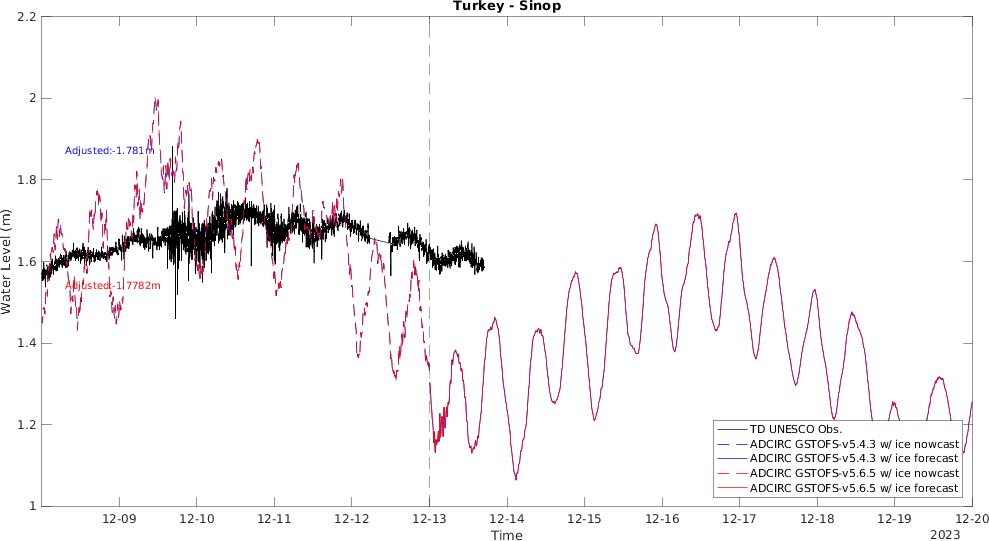 Turkey - Sinop
Water Level (m)
2.2
2
1.8
1.6
1.4
1.2
1
Adjusted:-1.781m
Adjusted:-1.7782m
TD UNESCO Obs.
ADCIRC GSTOFS-v5.4.3 w/ ice nowcast
ADCIRC GSTOFS-v5.4.3 w/ ice forecast
ADCIRC GSTOFS-v5.6.5 w/ ice nowcast
ADCIRC GSTOFS-v5.6.5 w/ ice forecast
12-09 12-10 12-11 12-12 12-13 12-14 12-15 12-16 12-17 12-18 12-19 12-20
Time
2023